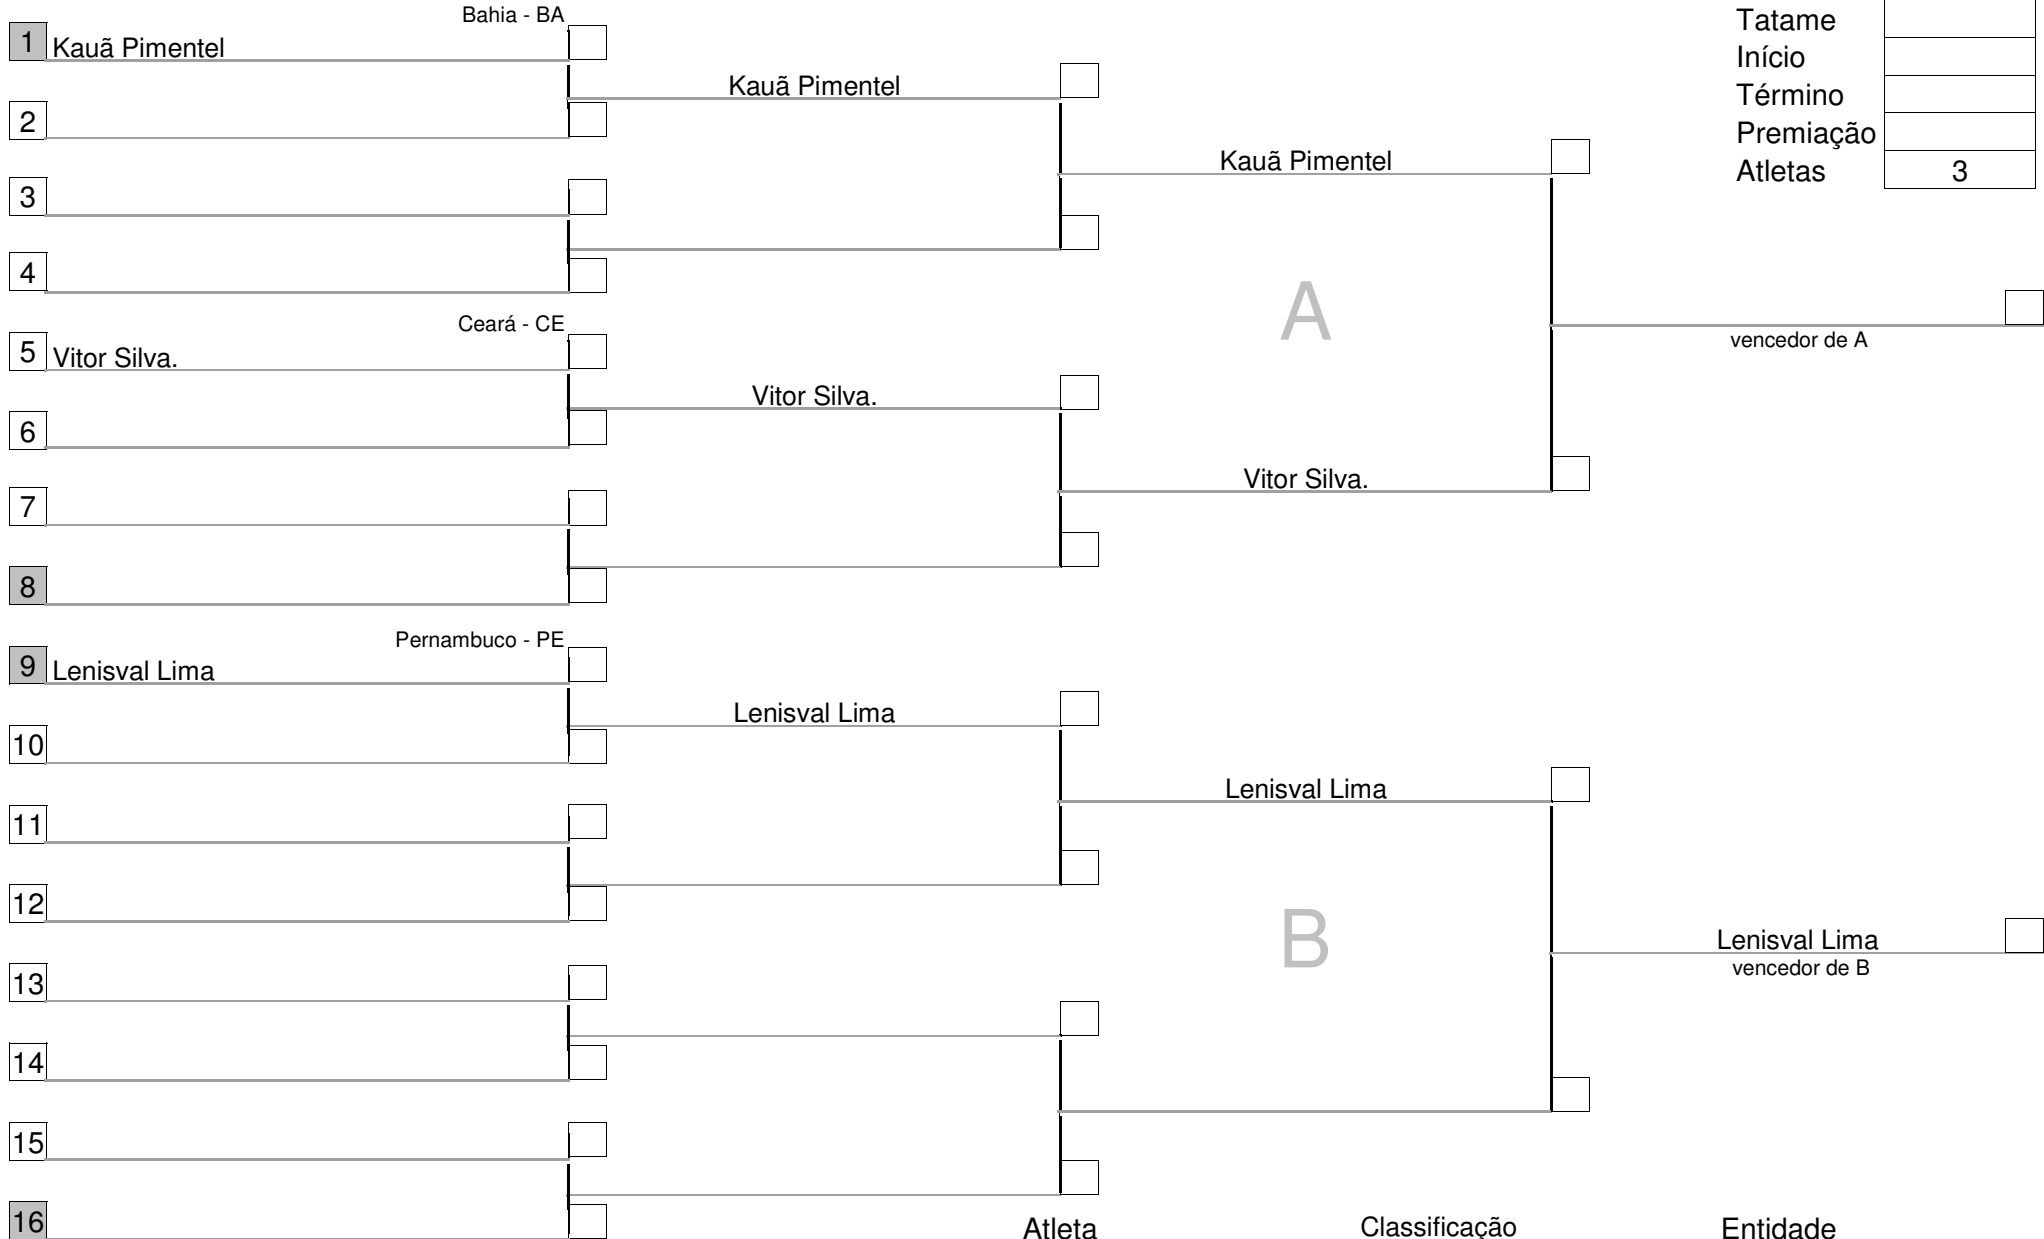 Bahia - BA
Tatame
1 Kauã Pimentel
Início
Kauã Pimentel
Término
2
Premiação
Kauã Pimentel
Atletas 3
3
4
A
Ceará - CE
5 Vitor Silva.
vencedor de A
Vitor Silva.
6
Vitor Silva.
7
8
Pernambuco - PE
9 Lenisval Lima
Lenisval Lima
10
Lenisval Lima
11
12
B
Lenisval Lima
vencedor de B
13
14
15
16
Atleta Classificação Entidade